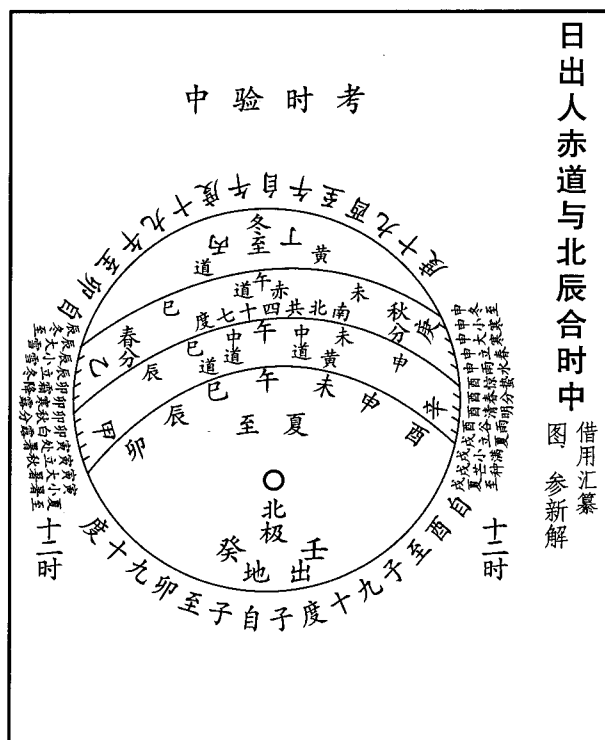 日出人赤道与北辰合时中
借用汇纂
图、参新解
考时验中
自卯至午九十度
自午至酉九十度
自酉至子九十度
自子至卯九十度
丙冬至丁
黄道
巳午未
赤道
南北共四十七度
春分
秋分
乙
庚
辰巳午未申
中道
中道
黄道
甲
辛
卯辰巳午未申酉
夏至
北极
出地
癸
壬
十二时
十二时